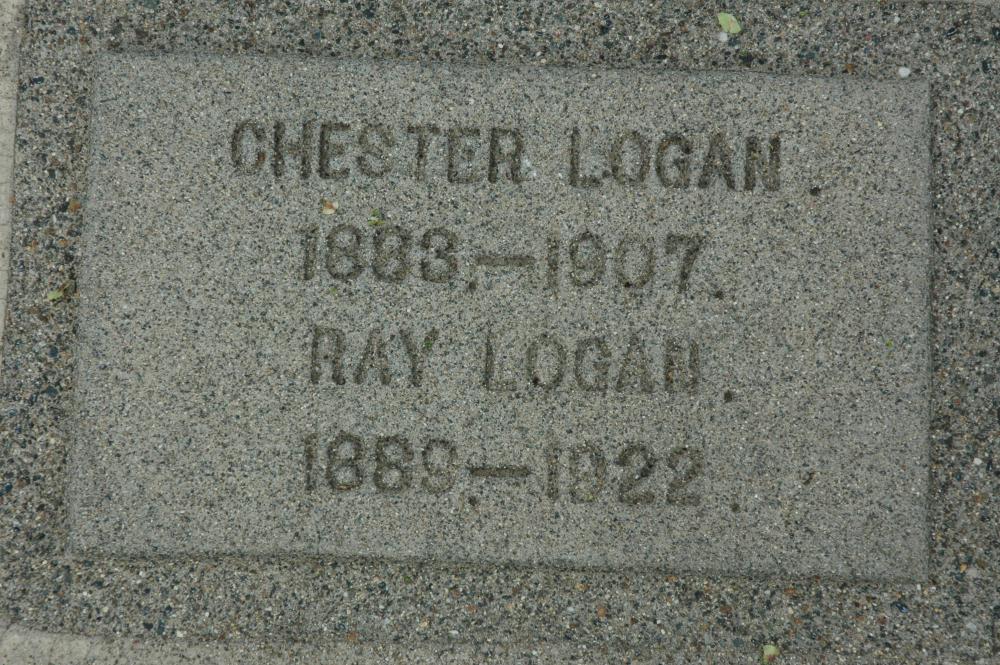 CHESTER LOGAN
1883.—1907.
RAY LOGAN
1889.—1922